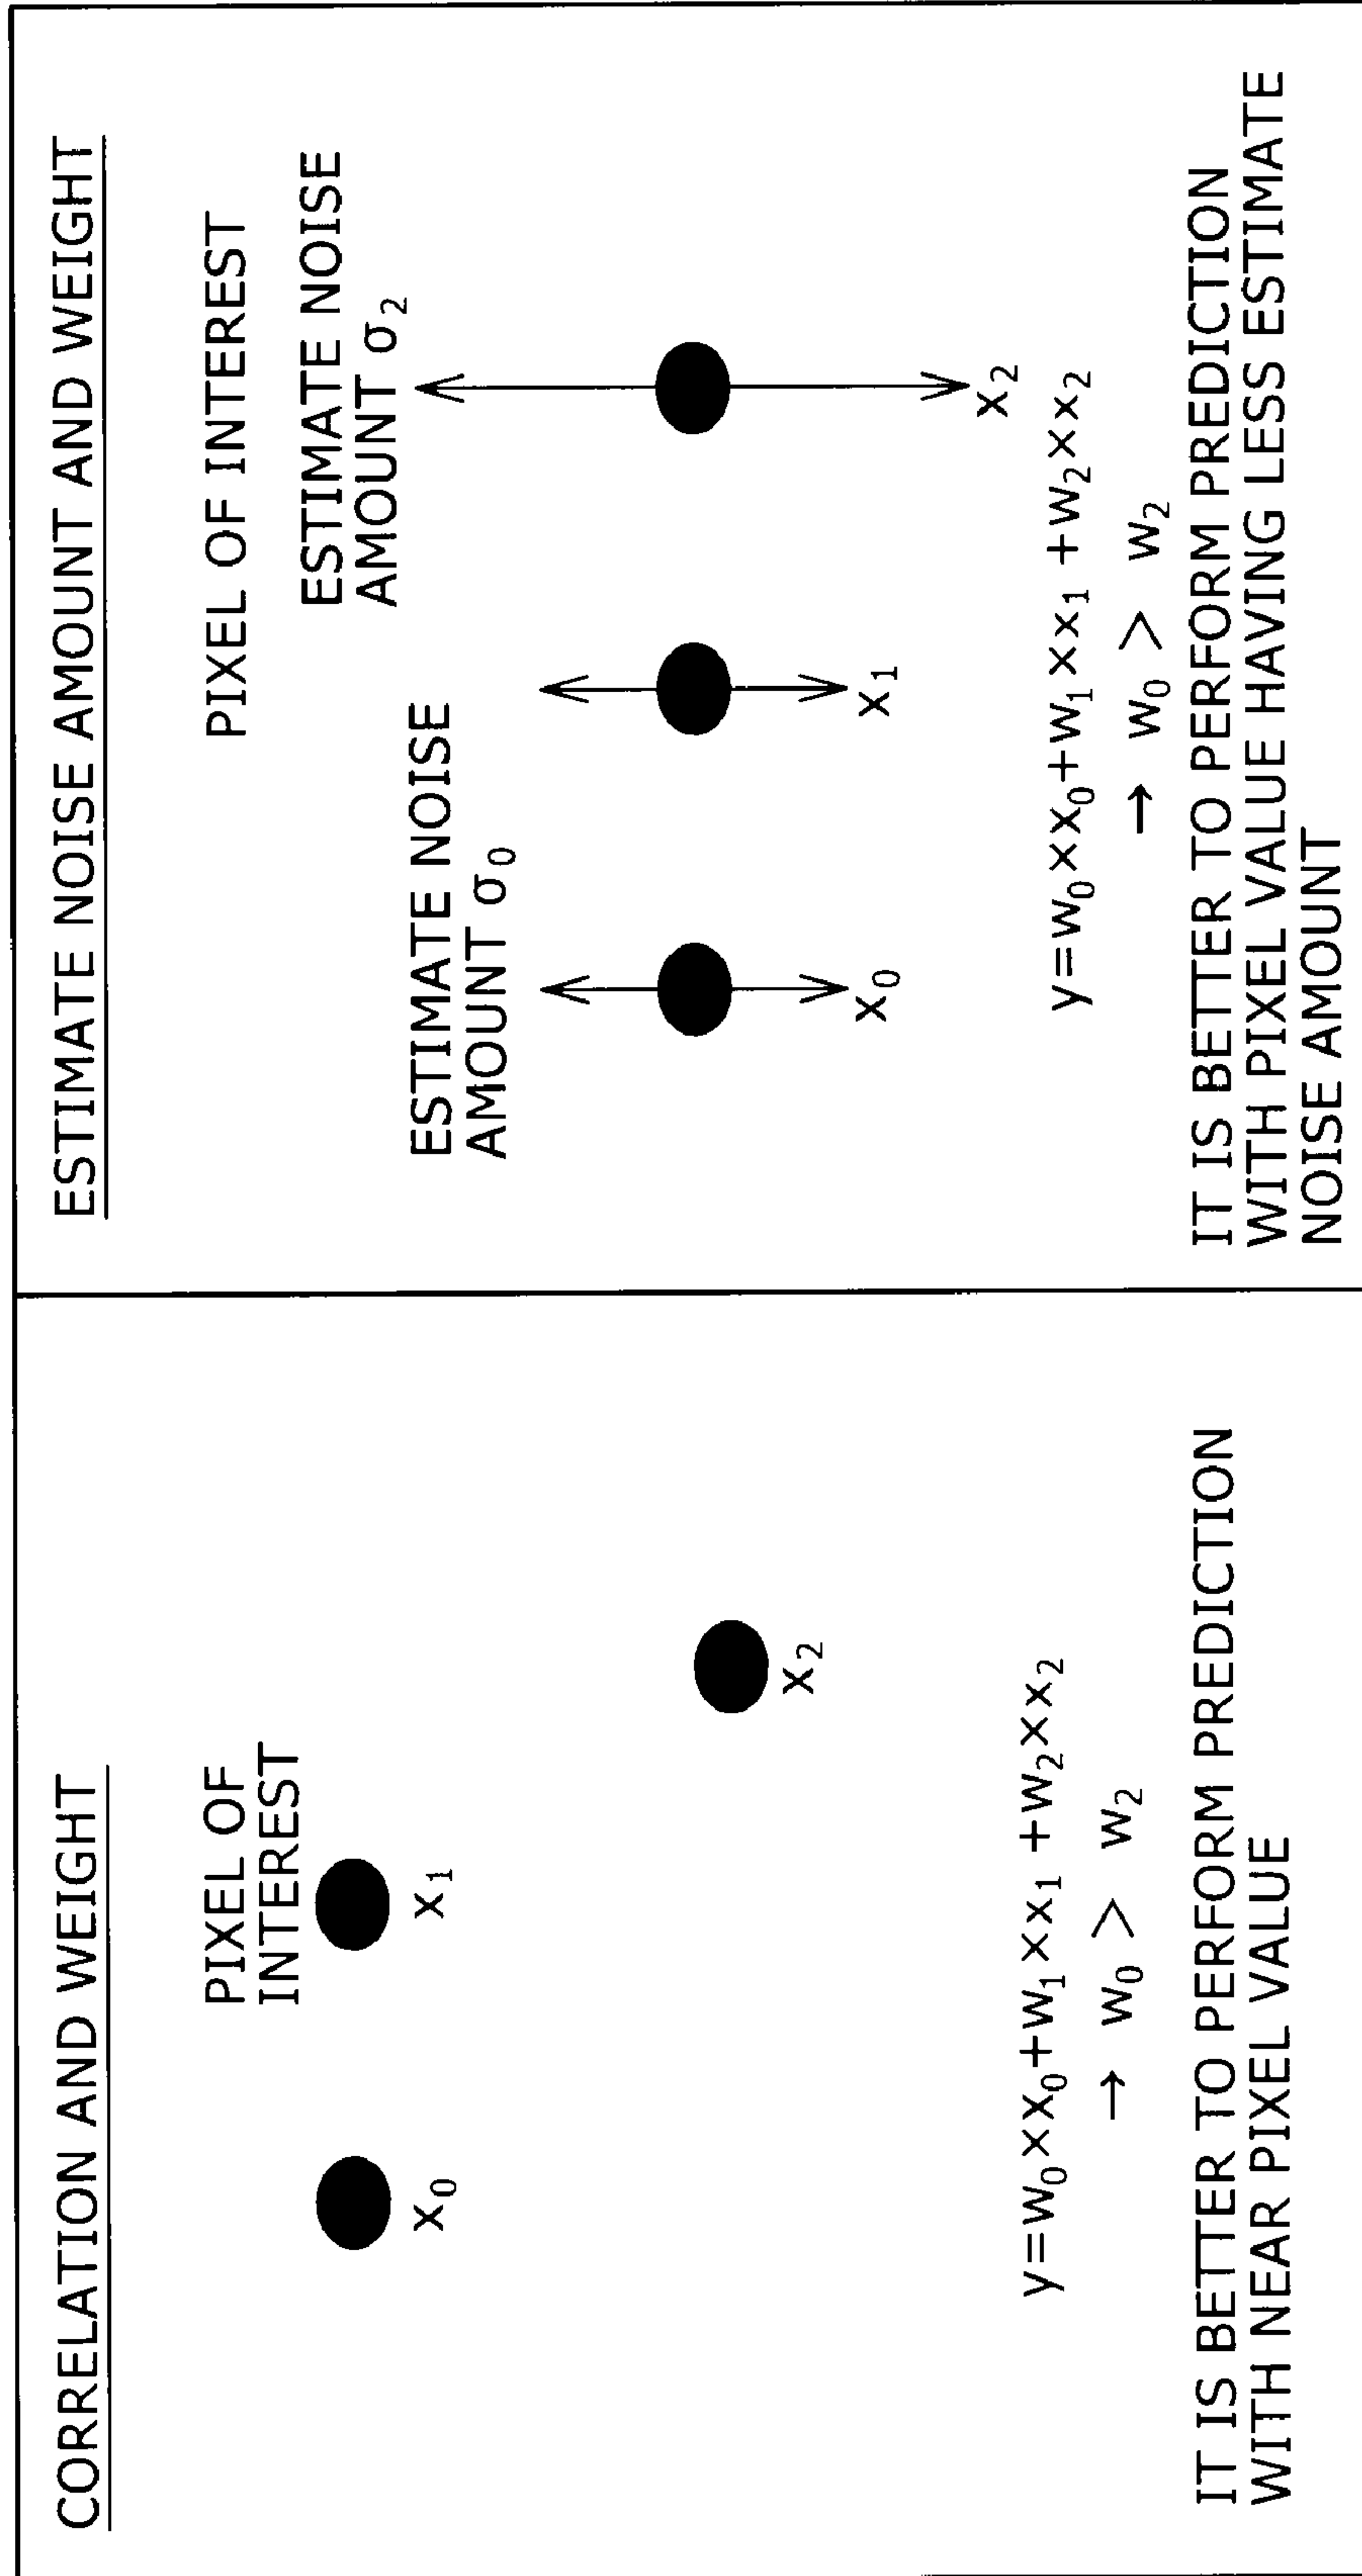 CORRELATION AND WEIGHT
PIXEL OF
INTEREST
x₀
x₁
x₂
y=w₀×x₀+w₁×x₁+w₂×x₂
→ w₀ > w₂
IT IS BETTER TO PERFORM PREDICTION
WITH NEAR PIXEL VALUE
ESTIMATE NOISE AMOUNT AND WEIGHT
PIXEL OF INTEREST
ESTIMATE NOISE
AMOUNT σ₀
ESTIMATE NOISE
AMOUNT σ₂
x₀
x₁
x₂
y=w₀×x₀+w₁×x₁+w₂×x₂
→ w₀ > w₂
IT IS BETTER TO PERFORM PREDICTION
WITH PIXEL VALUE HAVING LESS ESTIMATE
NOISE AMOUNT